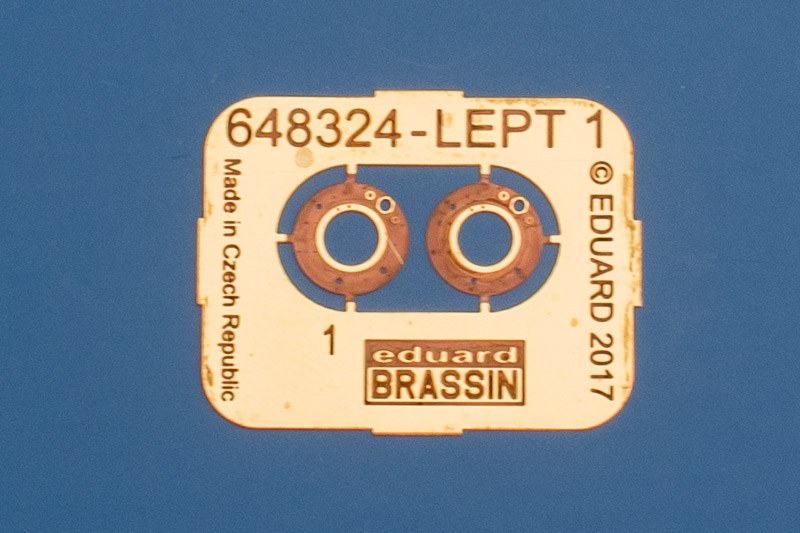 648324-LEPT 1
Made in Czech Republic
© EDUARD 2017
1
eduard
BRASSIN